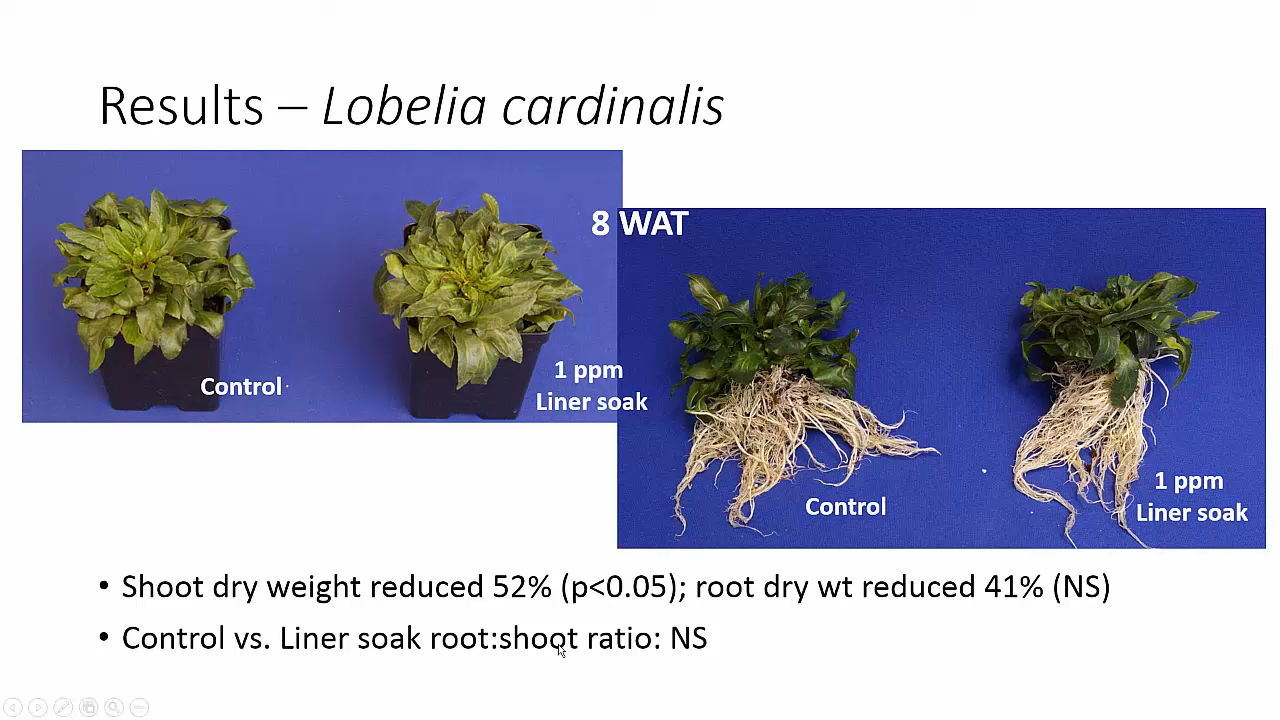 Results – Lobelia cardinalis
8 WAT
Control
1 ppm
Liner soak
Control
1 ppm
Liner soak
• Shoot dry weight reduced 52% (p<0.05); root dry wt reduced 41% (NS)
• Control vs. Liner soak root:shoot ratio: NS